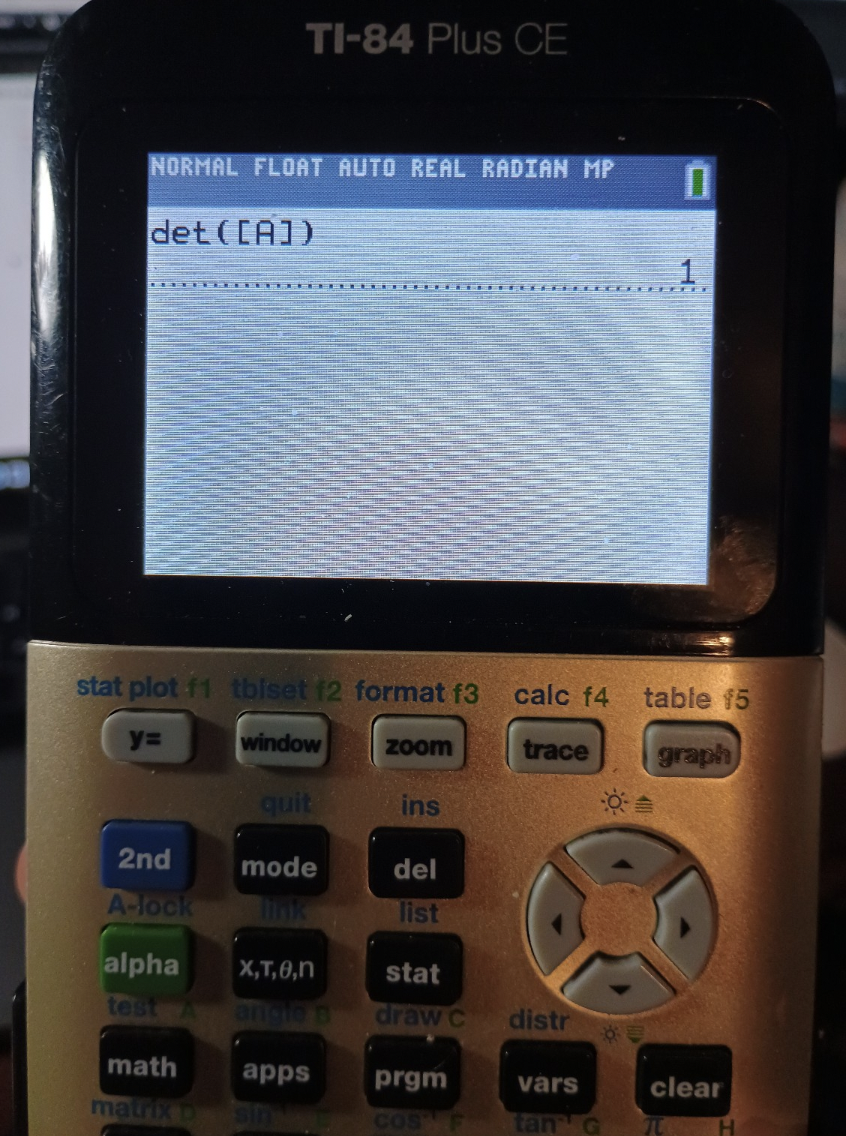 TI-84 Plus CE
NORMAL FLOAT AUTO REAL RADIAN MP
det([A])
1
stat plot f1 tblset f2 format f3 calc f4 table f5
y= window zoom trace graph
quit ins
2nd mode del
A-lock link list
alpha X,T,θ,n stat
test A angle B draw C distr
math apps prgm vars clear
matrix D sin⁻¹ E cos⁻¹ F tan⁻¹ G π H